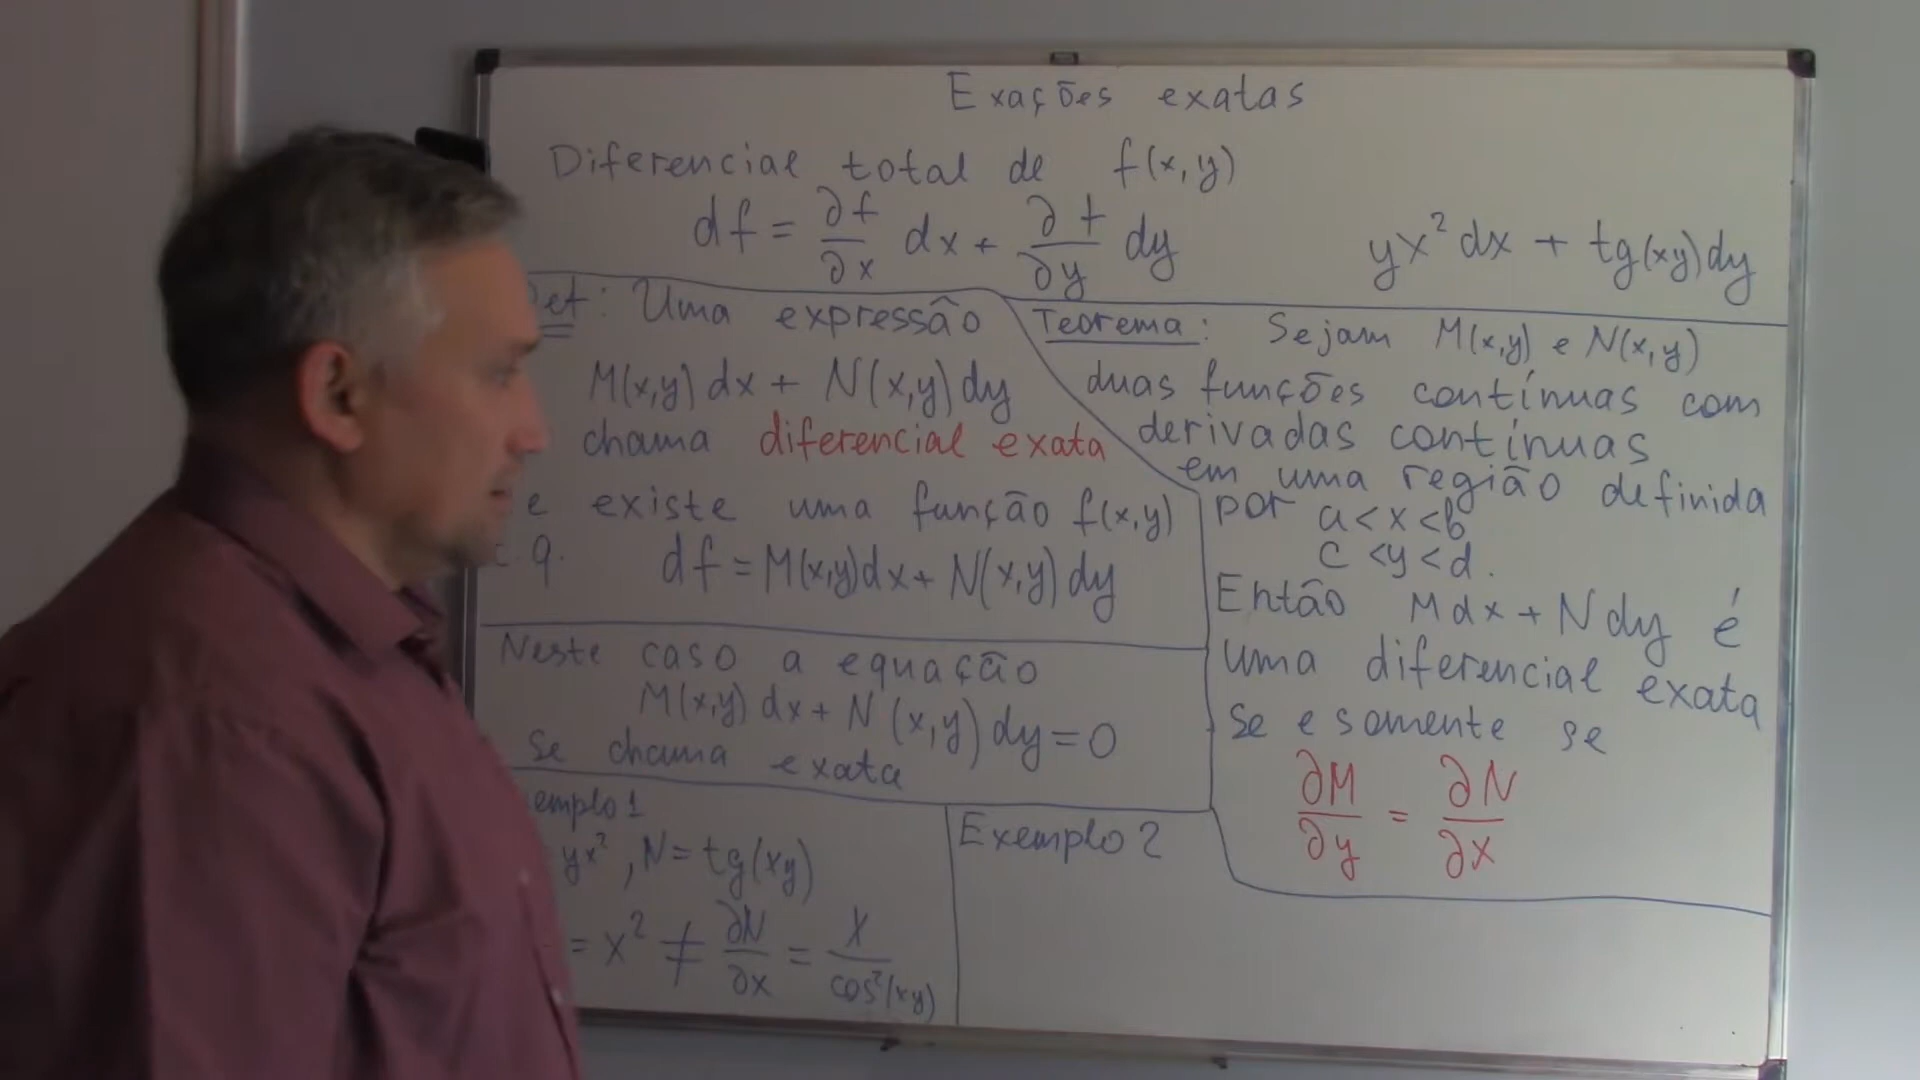 Exações exatas
Diferencial total de f(x,y)
df = ∂f/∂x dx + ∂f/∂y dy
yx² dx + tg(xy)dy
Def: Uma expressão
M(x,y) dx + N(x,y) dy
chama diferencial exata
e existe uma função f(x,y)
q. df = M(x,y)dx + N(x,y) dy
Neste caso a equação
M(x,y) dx + N(x,y) dy = 0
se chama exata
emplo 1
yx², N = tg(xy)
= x² ≠ ∂N/∂x = x/cos²(xy)
Exemplo 2
Teorema: Sejam M(x,y) e N(x,y)
duas funções contínuas com
derivadas contínuas
em uma região definida
por a < x < b
c < y < d.
Então Mdx + Ndy é
uma diferencial exata
se e somente se
∂M/∂y = ∂N/∂x